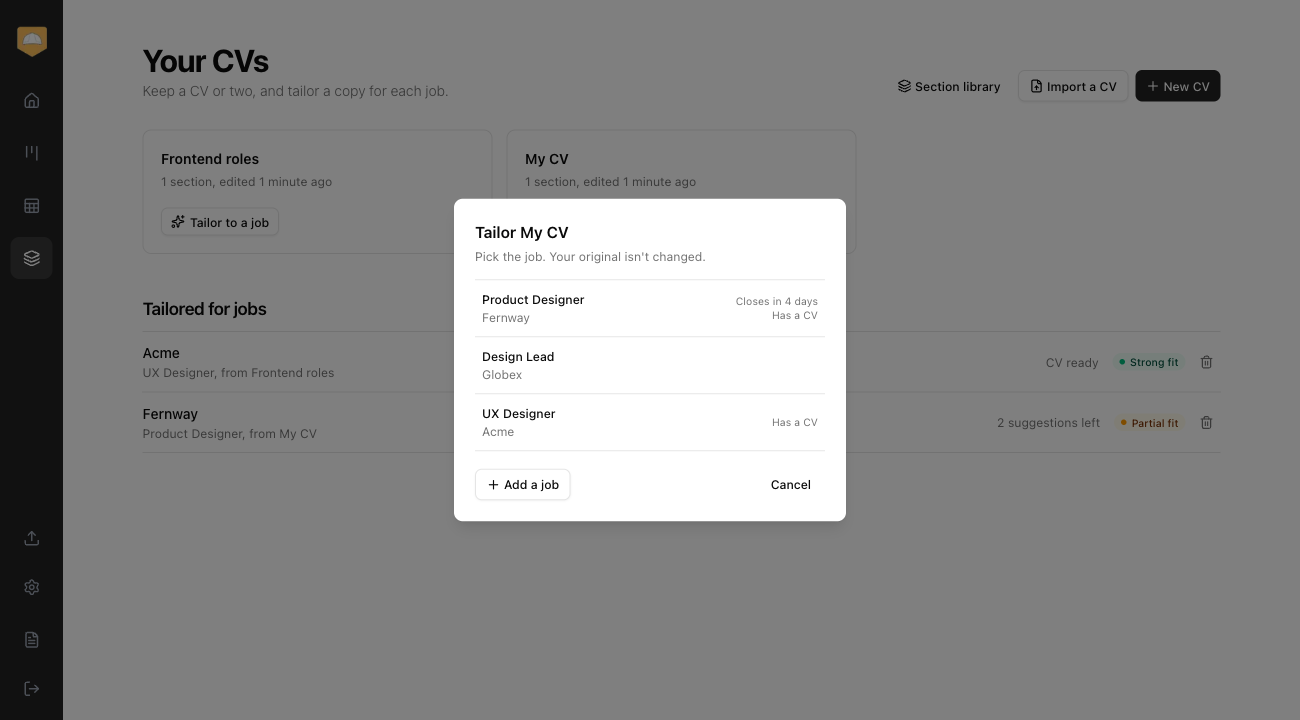 Your CVs
Keep a CV or two, and tailor a copy for each job.
Section library
Import a CV
New CV
Frontend roles
1 section, edited 1 minute ago
Tailor to a job
My CV
1 section, edited 1 minute ago
Tailor My CV
Pick the job. Your original isn't changed.
Product Designer
Fernway
Closes in 4 days
Has a CV
Design Lead
Globex
UX Designer
Acme
Has a CV
Add a job
Cancel
Tailored for jobs
Acme
UX Designer, from Frontend roles
CV ready
Strong fit
Fernway
Product Designer, from My CV
2 suggestions left
Partial fit